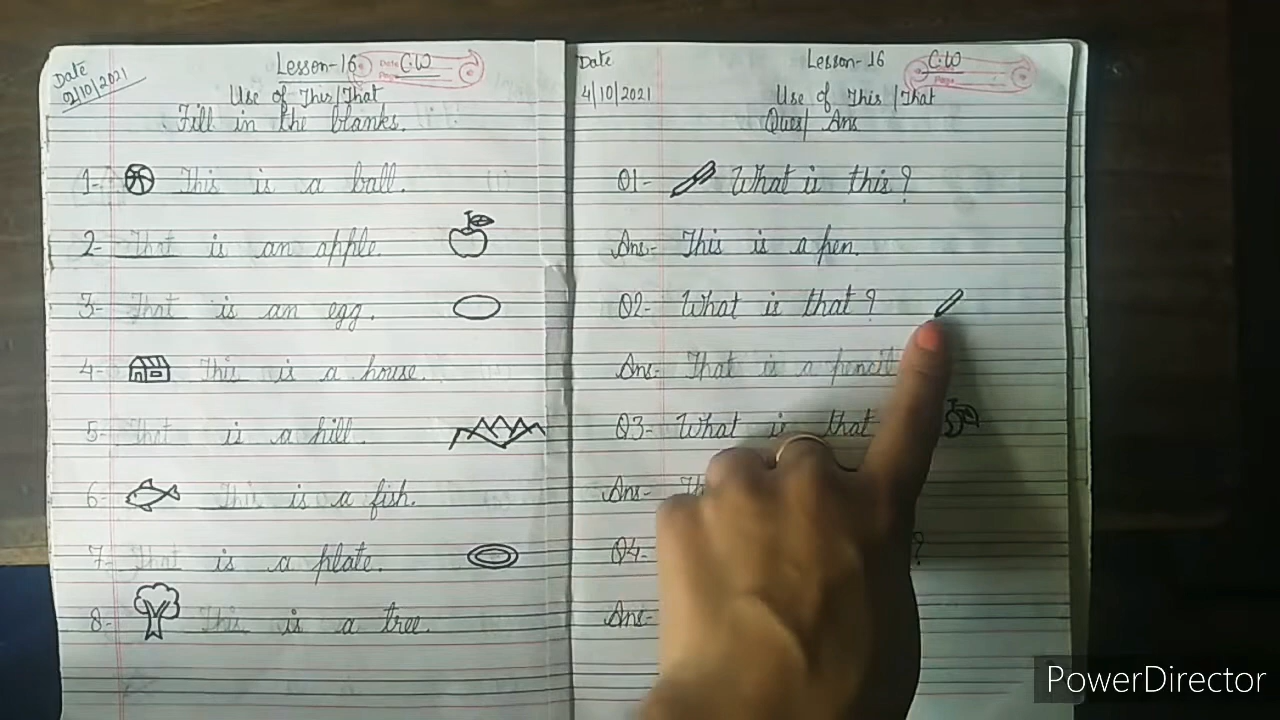 Date
2/10/2021
Lesson-16 C.W
Date
Page
Use of This/That
Fill in the blanks.
1- This is a ball.
2- That is an apple.
3- That is an egg.
4- This is a house.
5- That is a hill.
6- This is a fish.
7- That is a plate.
8- This is a tree.
Date
4/10/2021
Lesson-16 C.W
Page
Use of This/That
Ques/Ans
Q1- What is this?
Ans- This is a pen.
Q2- What is that?
Ans- That is a pencil
Q3- What is that
Ans- Th
Q4- ?
Ans-
PowerDirector